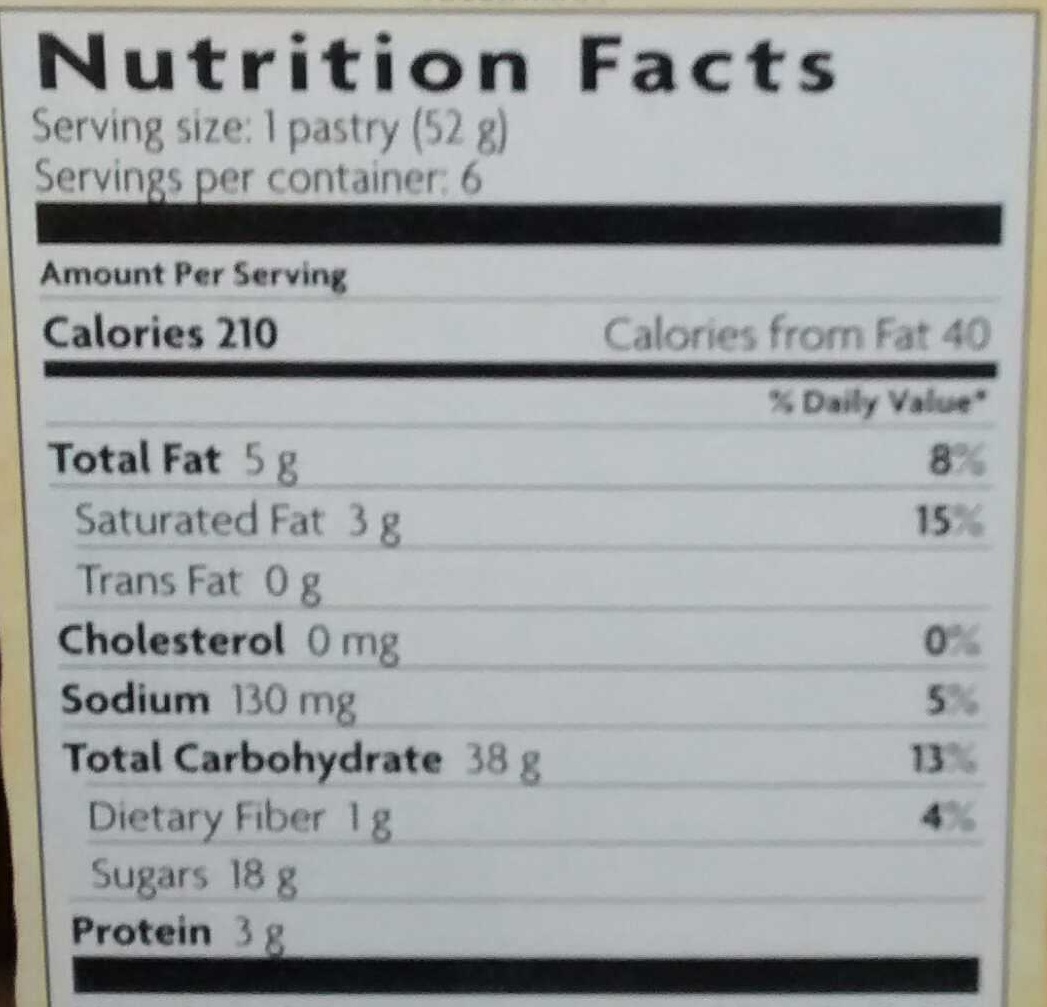 Nutrition Facts
Serving size: 1 pastry (52 g)
Servings per container: 6
Amount Per Serving
Calories 210 Calories from Fat 40
% Daily Value*
Total Fat 5 g 8%
Saturated Fat 3 g 15%
Trans Fat 0 g
Cholesterol 0 mg 0%
Sodium 130 mg 5%
Total Carbohydrate 38 g 13%
Dietary Fiber 1 g 4%
Sugars 18 g
Protein 3 g